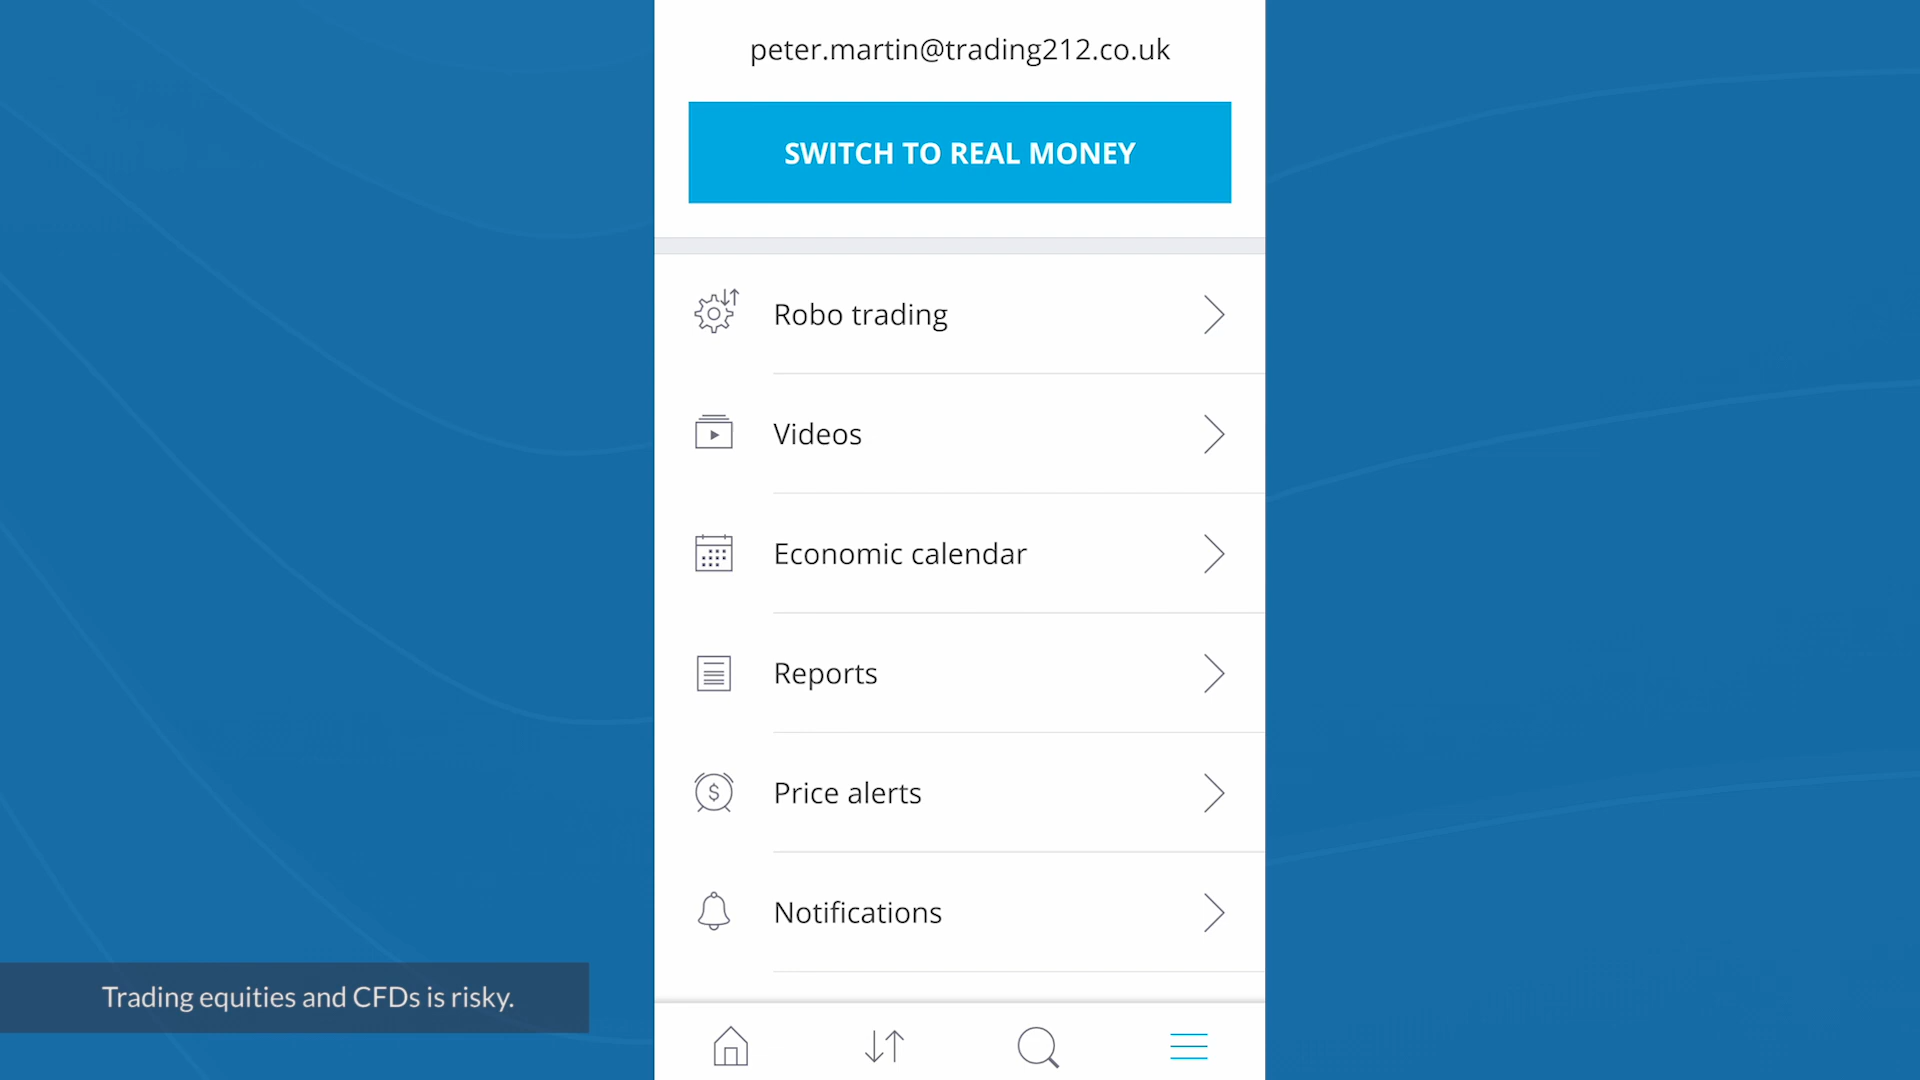 peter.martin@trading212.co.uk
SWITCH TO REAL MONEY
Robo trading
Videos
Economic calendar
Reports
Price alerts
Notifications
Trading equities and CFDs is risky.